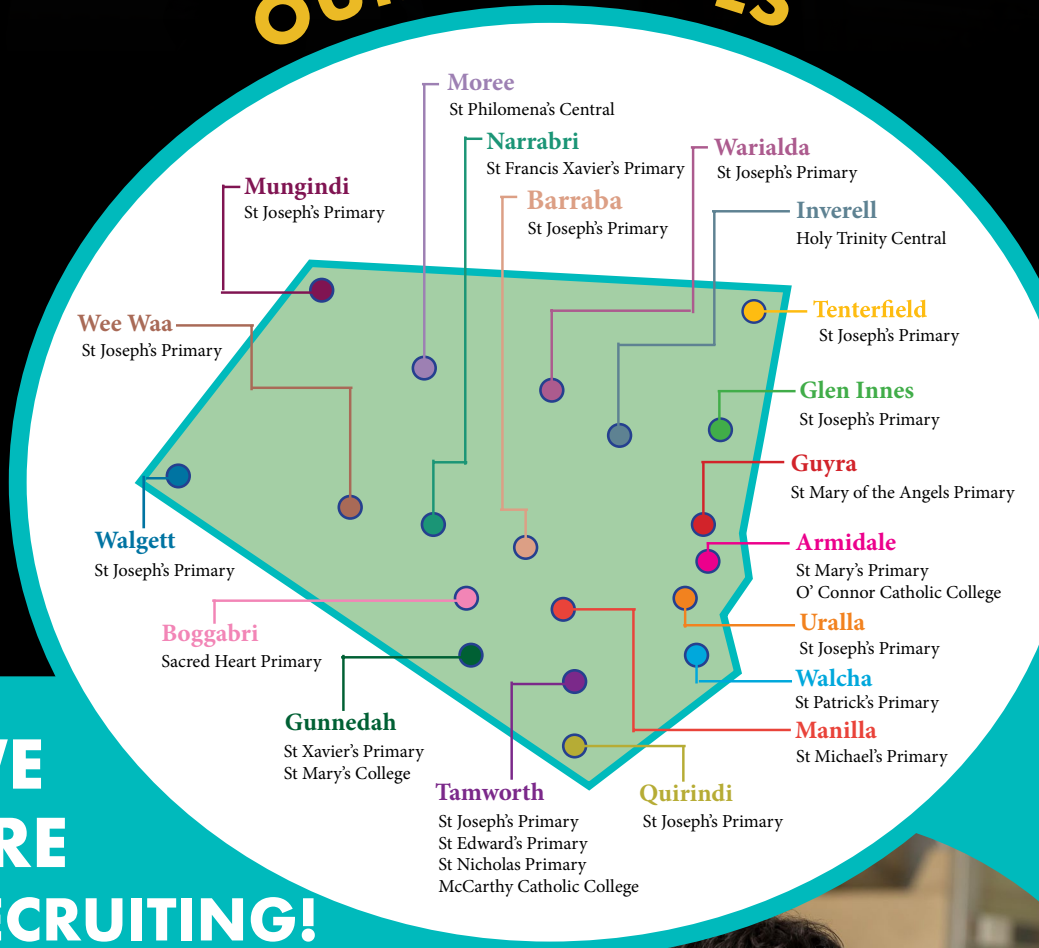 Moree
St Philomena's Central
Narrabri
St Francis Xavier's Primary
Warialda
St Joseph's Primary
Mungindi
St Joseph's Primary
Barraba
St Joseph's Primary
Inverell
Holy Trinity Central
Wee Waa
St Joseph's Primary
Tenterfield
St Joseph's Primary
Glen Innes
St Joseph's Primary
Guyra
St Mary of the Angels Primary
Walgett
St Joseph's Primary
Armidale
St Mary's Primary
O' Connor Catholic College
Boggabri
Sacred Heart Primary
Uralla
St Joseph's Primary
Walcha
St Patrick's Primary
Gunnedah
St Xavier's Primary
St Mary's College
Manilla
St Michael's Primary
Tamworth
St Joseph's Primary
St Edward's Primary
St Nicholas Primary
McCarthy Catholic College
Quirindi
St Joseph's Primary